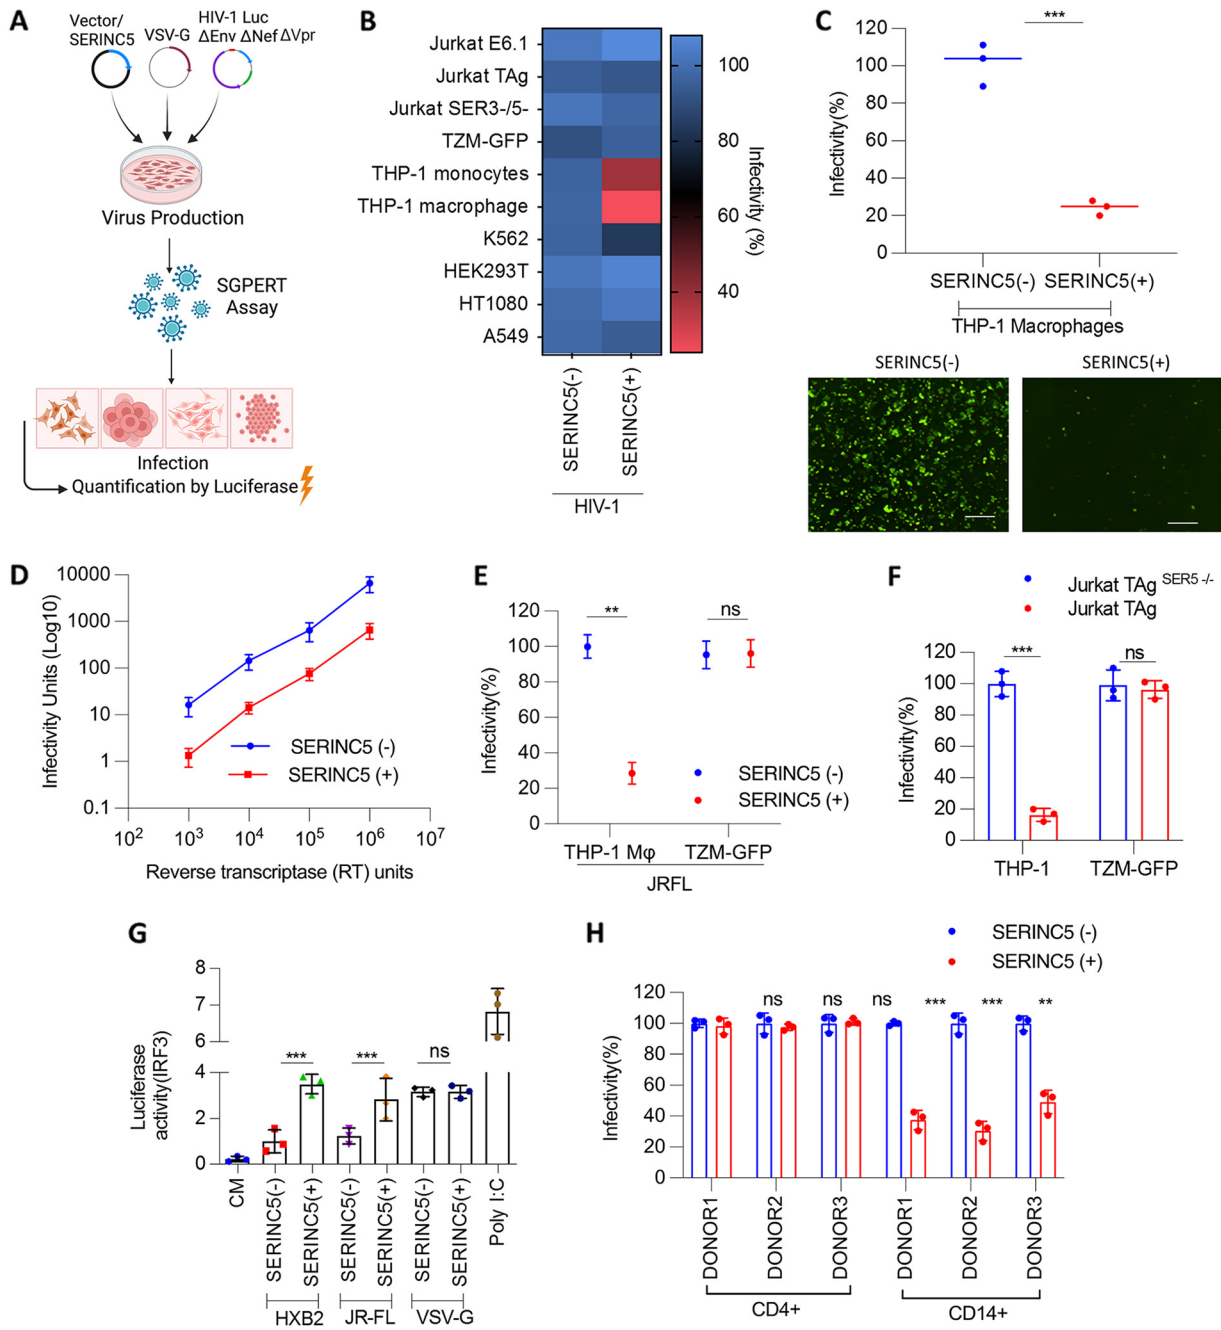 A
Vector/
SERINC5
VSV-G
HIV-1 Luc
ΔEnv ΔNef ΔVpr
Virus Production
SGPERT
Assay
Infection
Quantification by Luciferase
B
Jurkat E6.1
Jurkat TAg
Jurkat SER3-/5-
TZM-GFP
THP-1 monocytes
THP-1 macrophage
K562
HEK293T
HT1080
A549
SERINC5(-)
SERINC5(+)
HIV-1
100
80
60
40
Infectivity (%)
C
***
Infectivity(%)
120
100
80
60
40
20
0
SERINC5(-) SERINC5(+)
THP-1 Macrophages
SERINC5(-)
SERINC5(+)
D
Infectivity Units (Log10)
10000
1000
100
10
1
0.1
SERINC5 (-)
SERINC5 (+)
10² 10³ 10⁴ 10⁵ 10⁶ 10⁷
Reverse transcriptase (RT) units
E
Infectivity(%)
120
100
80
60
40
20
0
**
ns
SERINC5 (-)
SERINC5 (+)
THP-1 Mφ TZM-GFP
JRFL
F
Jurkat TAg SER5 -/-
Jurkat TAg
Infectivity(%)
120
100
80
60
40
20
0
***
ns
THP-1 TZM-GFP
G
Luciferase
activity(IRF3)
8
7
6
4
2
0
***
***
ns
CM
SERINC5(-)
SERINC5(+)
SERINC5(-)
SERINC5(+)
SERINC5(-)
SERINC5(+)
Poly I:C
HXB2 JR-FL VSV-G
H
SERINC5 (-)
SERINC5 (+)
Infectivity(%)
120
100
80
60
40
20
0
ns ns ns *** *** **
DONOR1
DONOR2
DONOR3
DONOR1
DONOR2
DONOR3
CD4+ CD14+